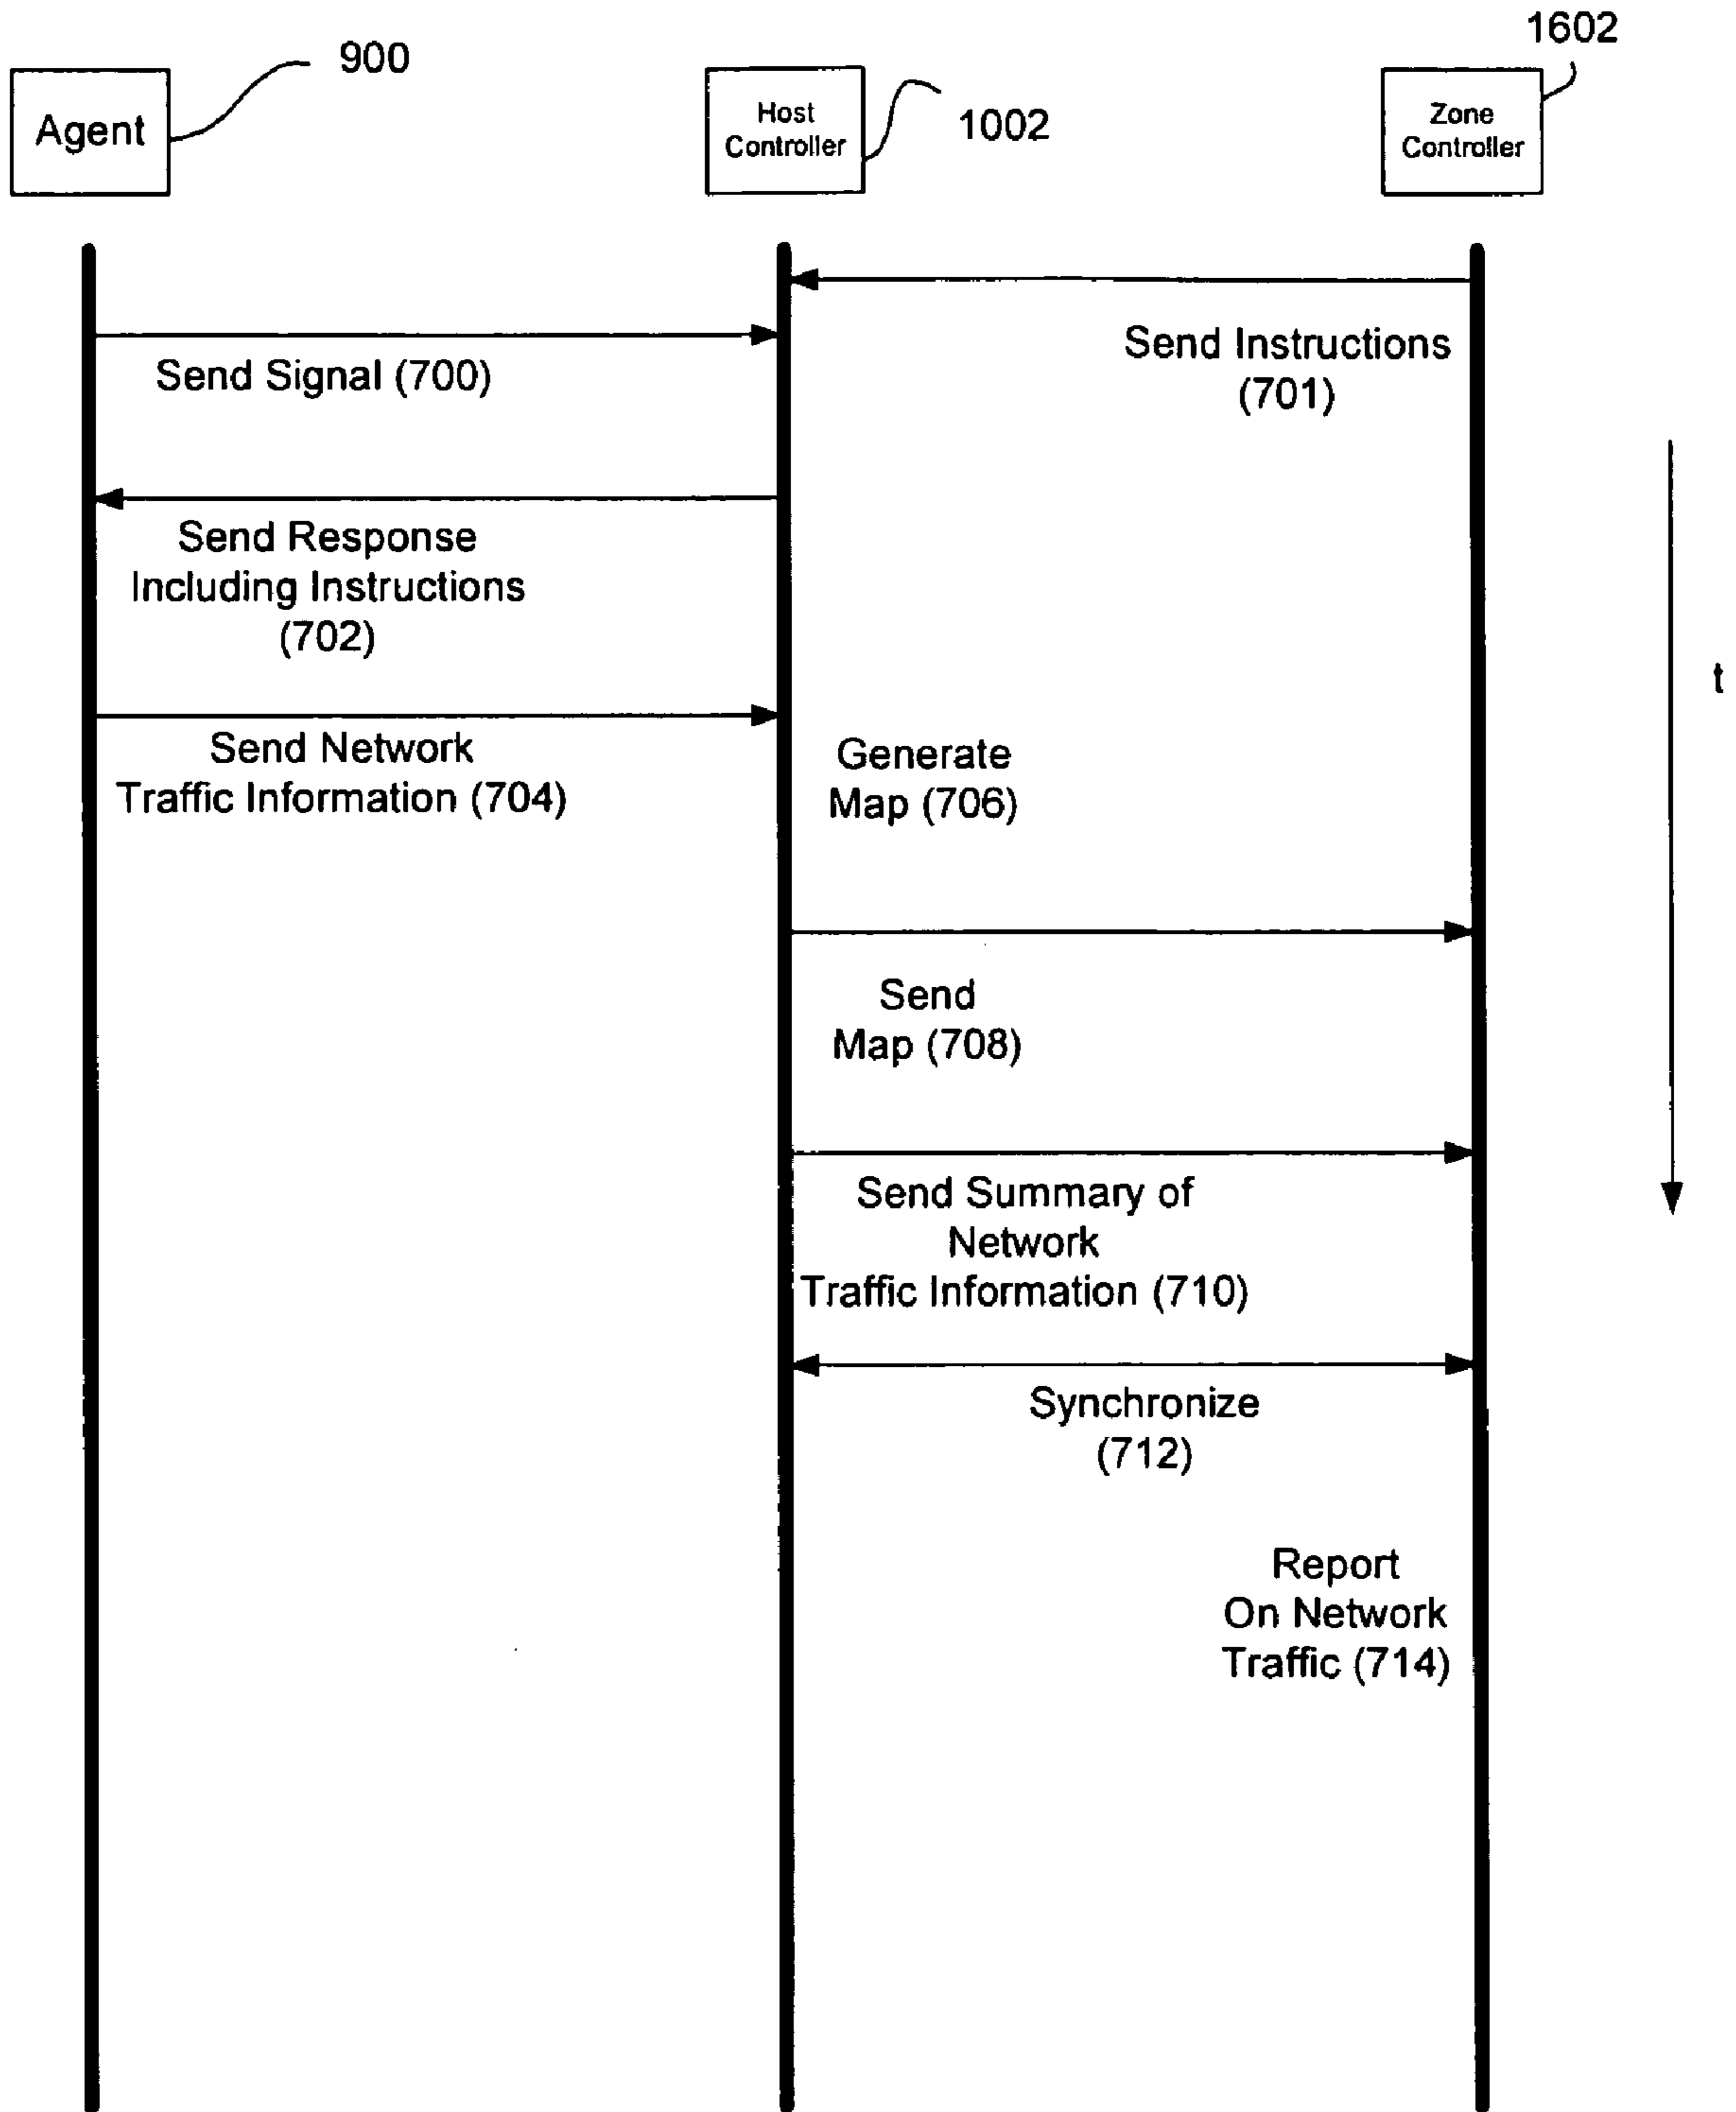 900
1602
Agent
Host
Controller
1002
Zone
Controller
Send Instructions
(701)
Send Signal (700)
Send Response
Including Instructions
(702)
t
Send Network
Traffic Information (704)
Generate
Map (706)
Send
Map (708)
Send Summary of
Network
Traffic Information (710)
Synchronize
(712)
Report
On Network
Traffic (714)